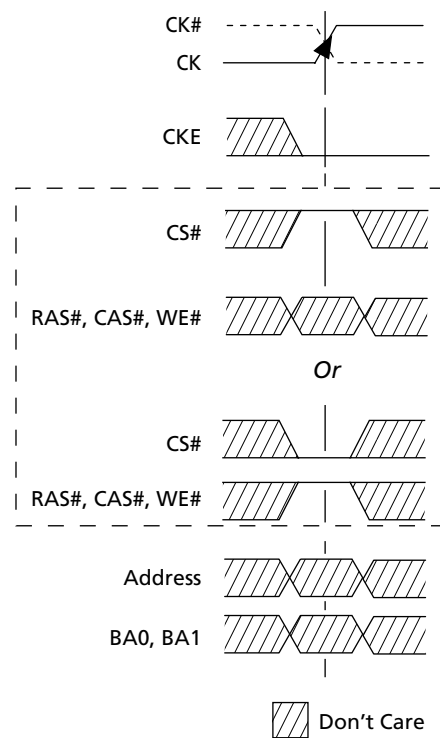 CK#
CK
CKE
CS#
RAS#, CAS#, WE#
Or
CS#
RAS#, CAS#, WE#
Address
BA0, BA1
Don't Care